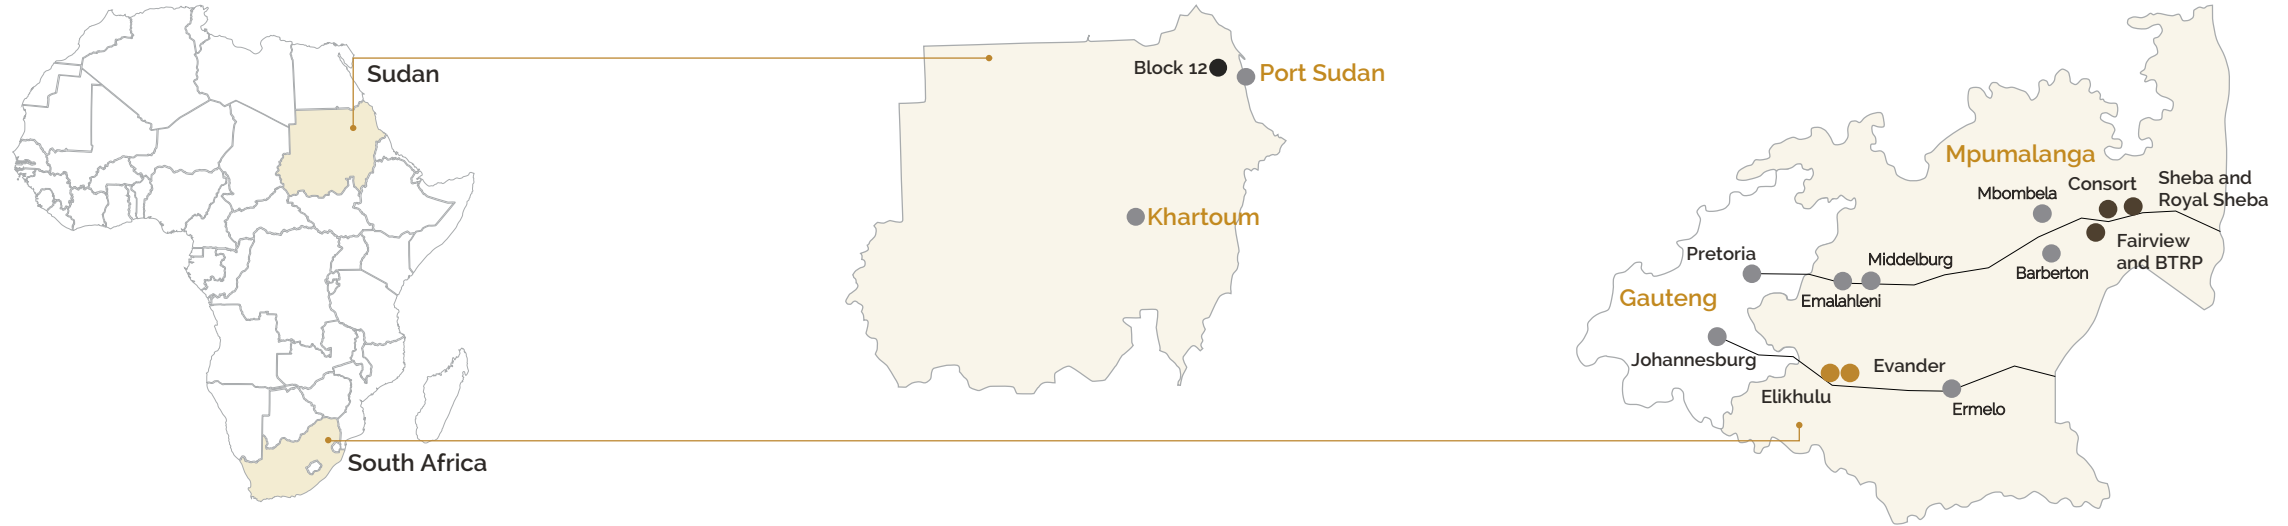 Sudan
South Africa
Block 12
Port Sudan
Khartoum
Mpumalanga
Mbombela
Consort
Sheba and
Royal Sheba
Fairview
and BTRP
Barberton
Pretoria
Middelburg
Emalahleni
Gauteng
Johannesburg
Evander
Elikhulu
Ermelo